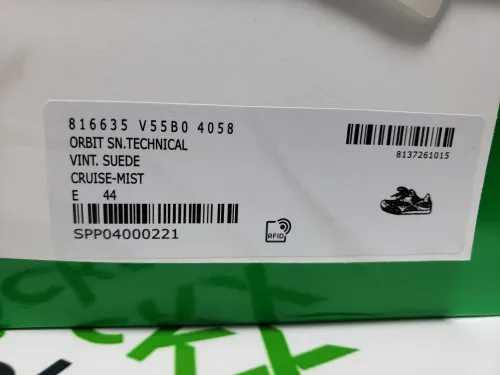 816635 V55B0 4058
ORBIT SN.TECHNICAL
VINT. SUEDE
CRUISE-MIST
E 44
SPP04000221
RFID
8137261015